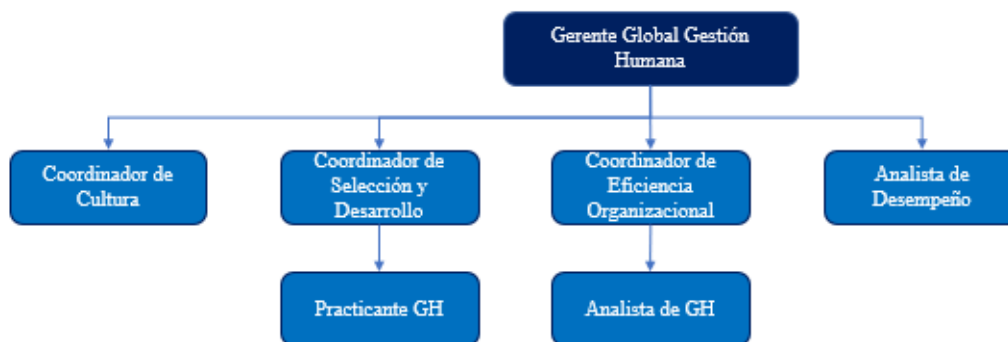 Gerente Global Gestión
Humana
Coordinador de
Cultura
Coordinador de
Selección y
Desarrollo
Coordinador de
Eficiencia
Organizacional
Analista de
Desempeño
Practicante GH
Analista de GH